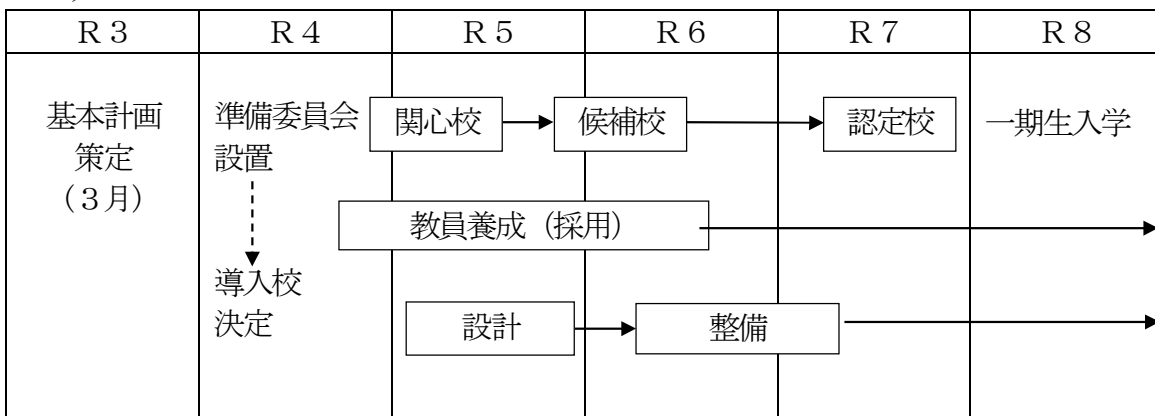 Ｒ３
Ｒ４
Ｒ５
Ｒ６
Ｒ７
Ｒ８
基本計画
策定
（３月）
準備委員会
設置
導入校
決定
関心校
候補校
認定校
一期生入学
教員養成（採用）
設計
整備